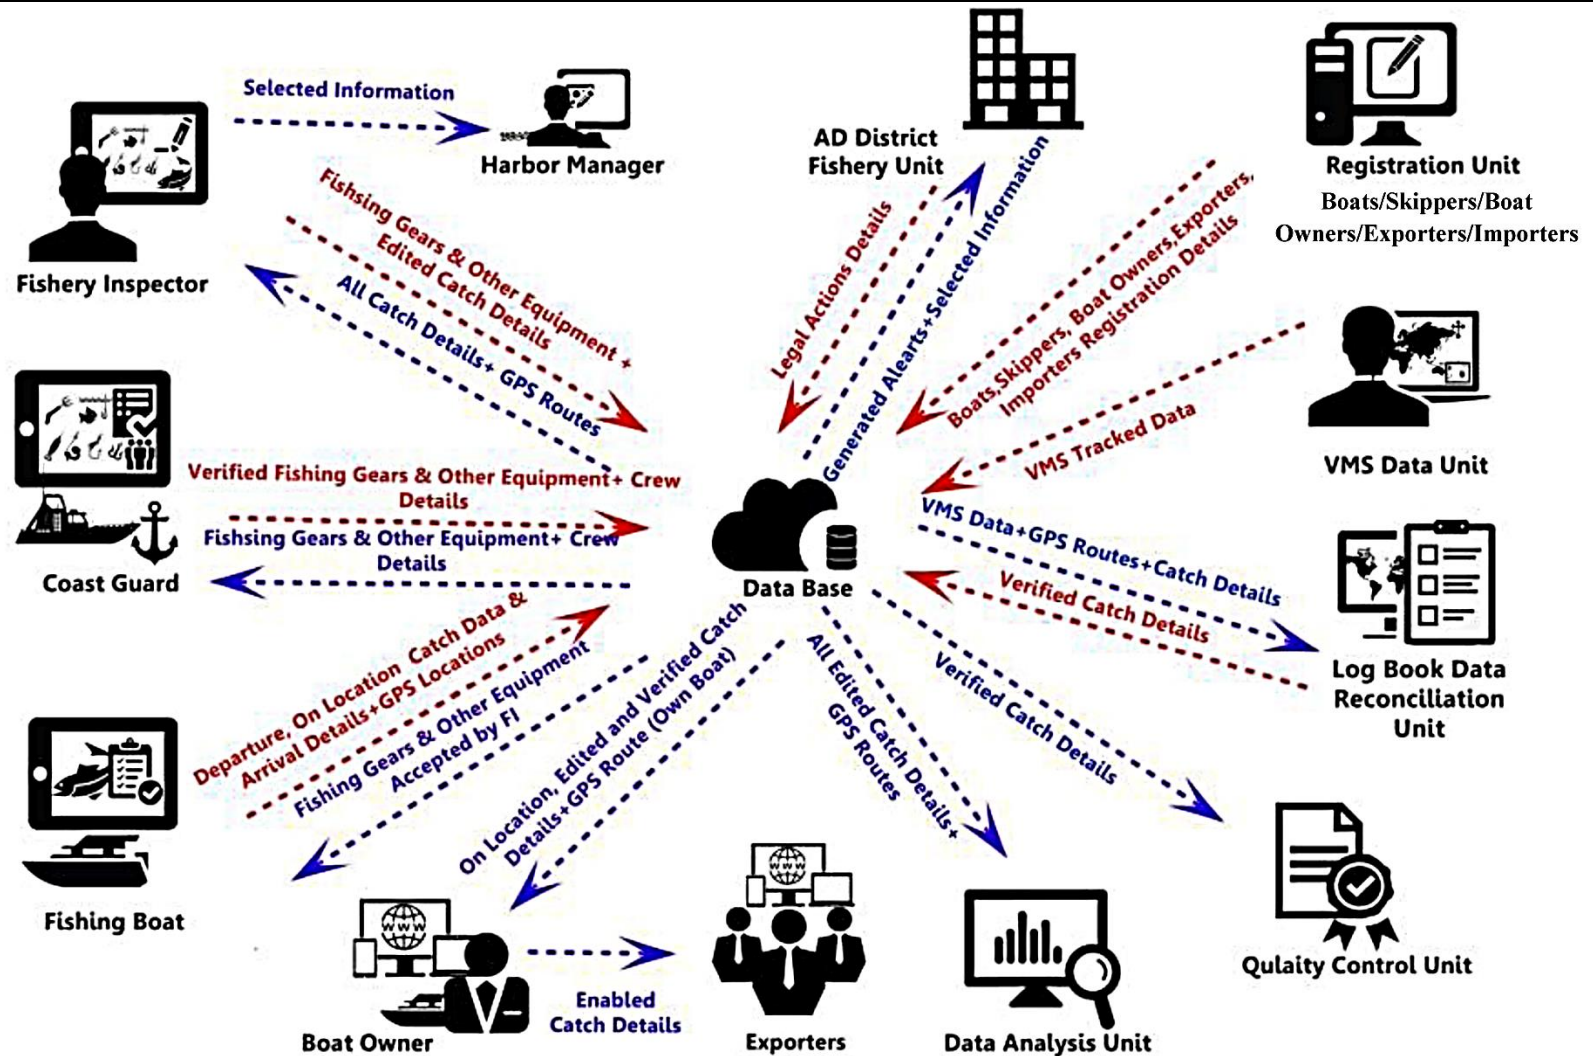 Selected Information
Harbor Manager
Fishery Inspector
Fishsing Gears & Other Equipment +
Edited Catch Details
All Catch Details+ GPS Routes
AD District
Fishery Unit
Legal Actions Details
Generated Alearts+Selected Information
Registration Unit
Boats/Skippers/Boat
Owners/Exporters/Importers
Boats,Skippers, Boat Owners,Exporters,
Importers Registration Details
VMS Tracked Data
VMS Data Unit
Verified Fishing Gears & Other Equipment+ Crew
Details
Fishsing Gears & Other Equipment+ Crew
Details
Coast Guard
Data Base
VMS Data+GPS Routes+Catch Details
Verified Catch Details
Log Book Data
Reconciliation
Unit
Departure, On Location Catch Data &
Arrival Details+GPS Locations
Fishing Gears & Other Equipment
Accepted by FI
Fishing Boat
On Location, Edited and Verified Catch
Details+GPS Route (Own Boat)
All Edited Catch Details+
GPS Routes
Verified Catch Details
Qulaity Control Unit
WWW
Boat Owner
Enabled
Catch Details
WWW
Exporters
Data Analysis Unit